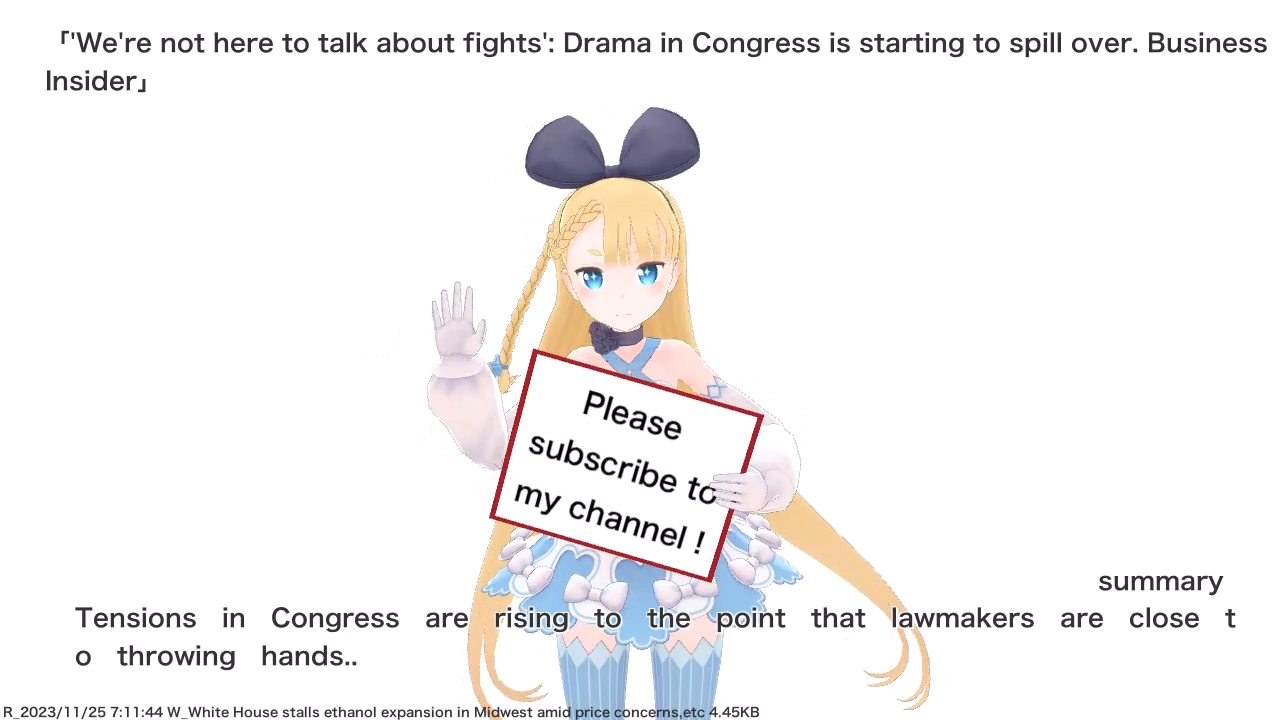 「'We're not here to talk about fights': Drama in Congress is starting to spill over. Business
Insider」
Please
subscribe to
my channel !
summary
Tensions in Congress are rising to the point that lawmakers are close t
o throwing hands..
R_2023/11/25 7:11:44 W_White House stalls ethanol expansion in Midwest amid price concerns,etc 4.45KB